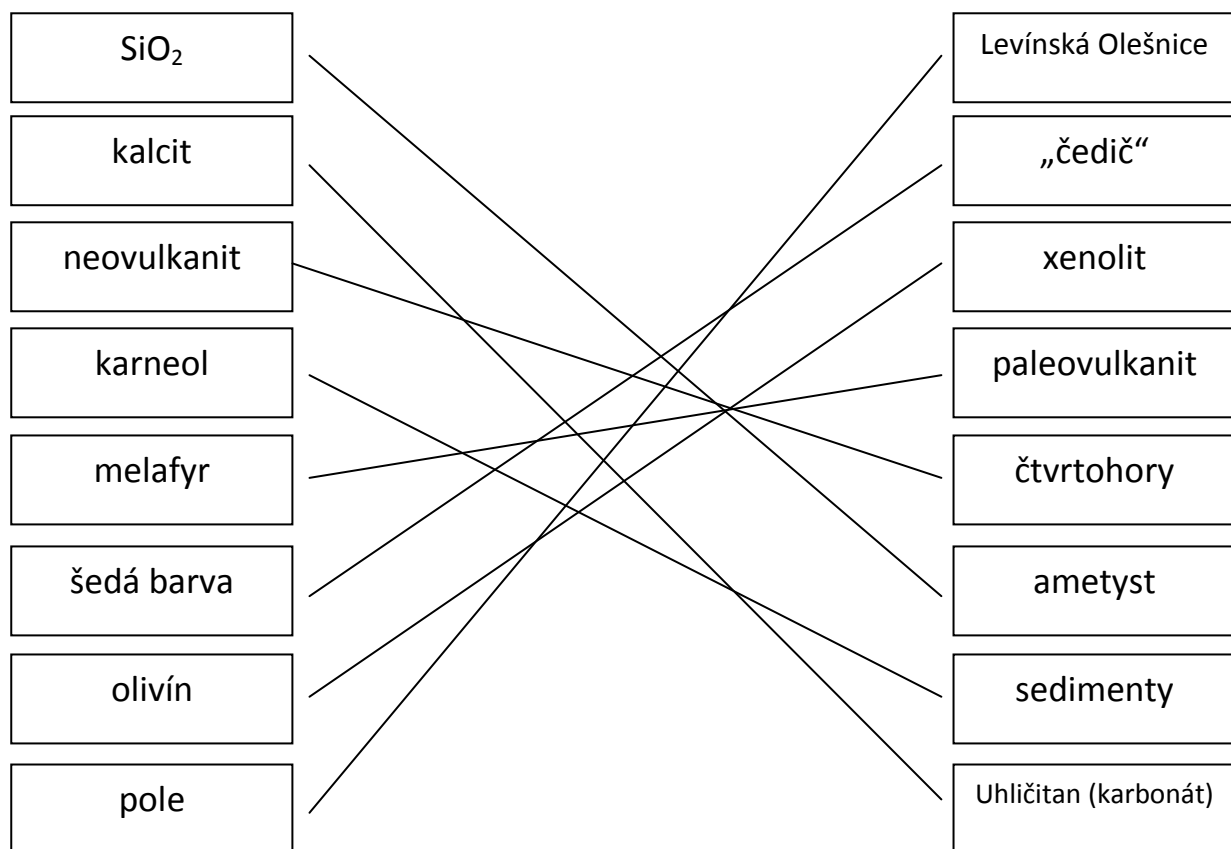 SiO₂
Levínská Olešnice
kalcit
„čedič“
neovulkanit
xenolit
karneol
paleovulkanit
melafyr
čtvrtohory
šedá barva
ametyst
olivín
sedimenty
pole
Uhličitan (karbonát)